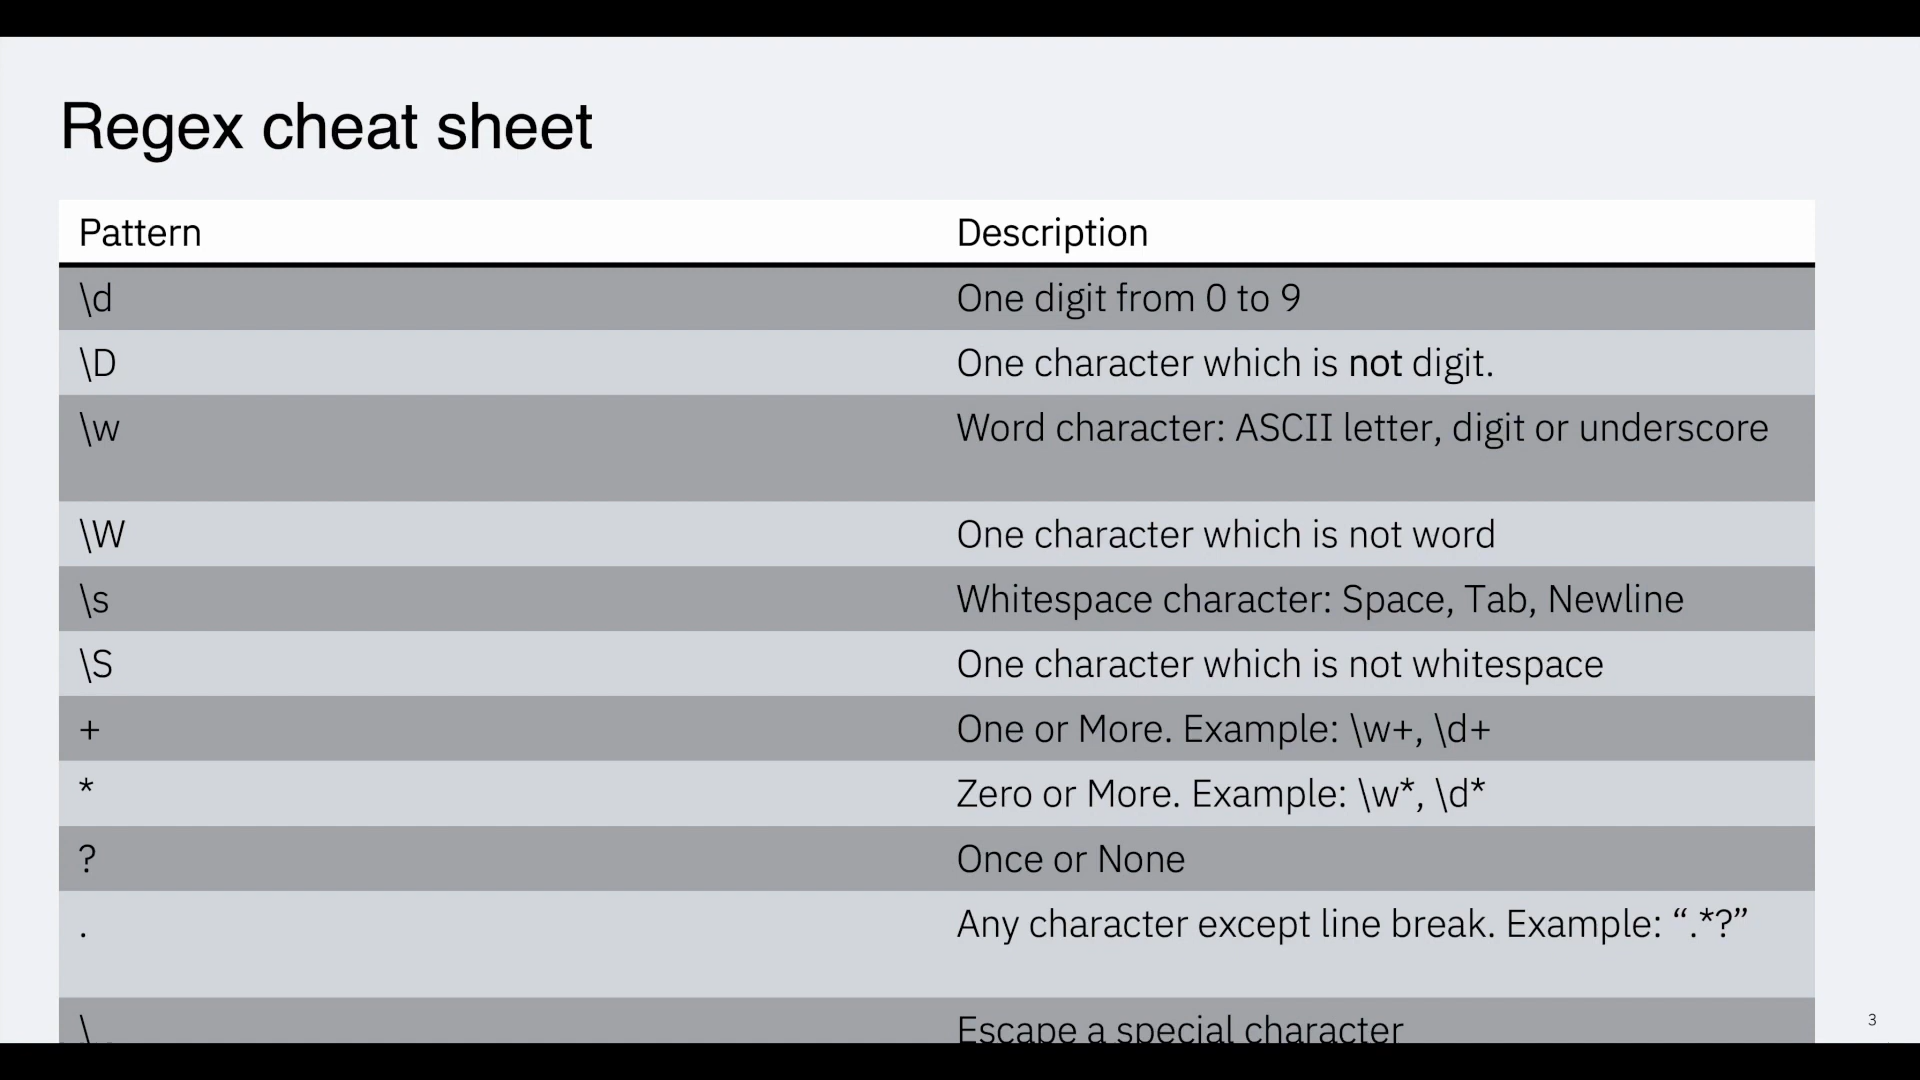 Regex cheat sheet
Pattern Description
\d One digit from 0 to 9
\D One character which is not digit.
\w Word character: ASCII letter, digit or underscore
\W One character which is not word
\s Whitespace character: Space, Tab, Newline
\S One character which is not whitespace
+ One or More. Example: \w+, \d+
* Zero or More. Example: \w*, \d*
? Once or None
. Any character except line break. Example: “.*?”
\ Escape a special character
3